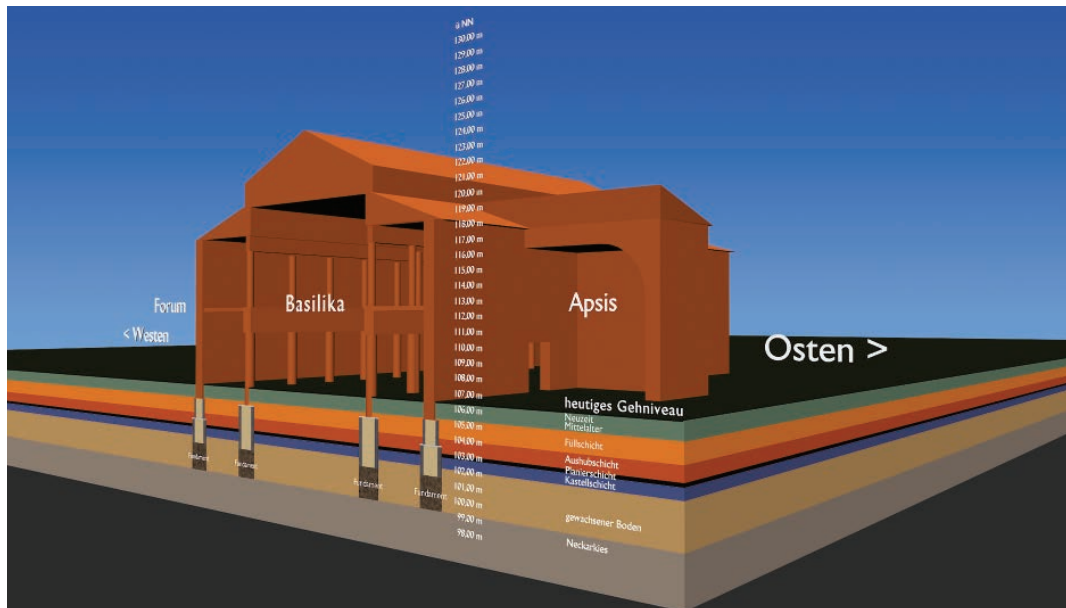 ü NN
130,00 m
129,00 m
128,00 m
127,00 m
126,00 m
125,00 m
124,00 m
123,00 m
122,00 m
121,00 m
120,00 m
119,00 m
118,00 m
117,00 m
116,00 m
115,00 m
114,00 m
113,00 m
112,00 m
111,00 m
110,00 m
109,00 m
108,00 m
107,00 m
106,00 m
105,00 m
104,00 m
103,00 m
102,00 m
101,00 m
100,00 m
99,00 m
98,00 m
Forum
< Westen
Basilika
Apsis
Osten >
heutiges Gehniveau
Neuzeit
Mittelalter
Füllschicht
Aushubschicht
Planierschicht
Kastellschicht
gewachsener Boden
Neckarkies
Fundament
Fundament
Fundament
Fundament